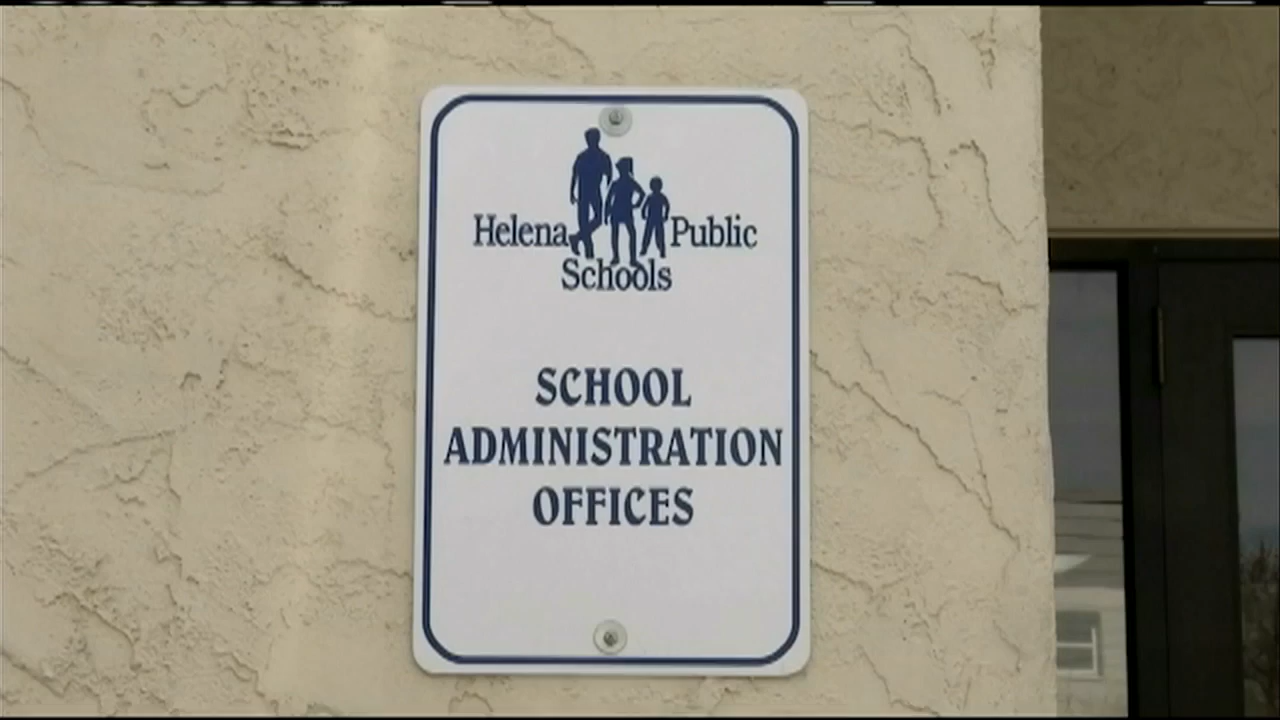 Helena Public
Schools
SCHOOL
ADMINISTRATION
OFFICES